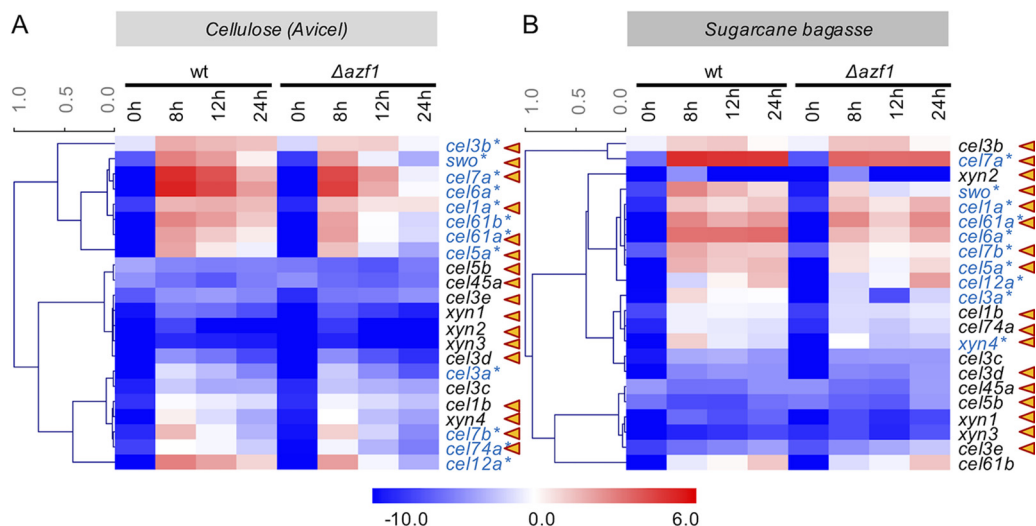 A
Cellulose (Avicel)
wt
Δazf1
1.0
0.5
0.0
0h
8h
12h
24h
0h
8h
12h
24h
cel3b*
swo*
cel7a*
cel6a*
cel1a*
cel61b*
cel61a*
cel5a*
cel5b
cel45a
cel3e
xyn1
xyn2
xyn3
cel3d
cel3a*
cel3c
cel1b
xyn4
cel7b*
cel74a*
cel12a*
B
Sugarcane bagasse
wt
Δazf1
1.0
0.5
0.0
0h
8h
12h
24h
0h
8h
12h
24h
cel3b
cel7a*
xyn2
swo*
cel1a*
cel61a*
cel6a*
cel7b*
cel5a*
cel12a*
cel3a*
cel1b
cel74a
xyn4*
cel3c
cel3d
cel45a
cel5b
xyn1
xyn3
cel3e
cel61b
-10.0 0.0 6.0